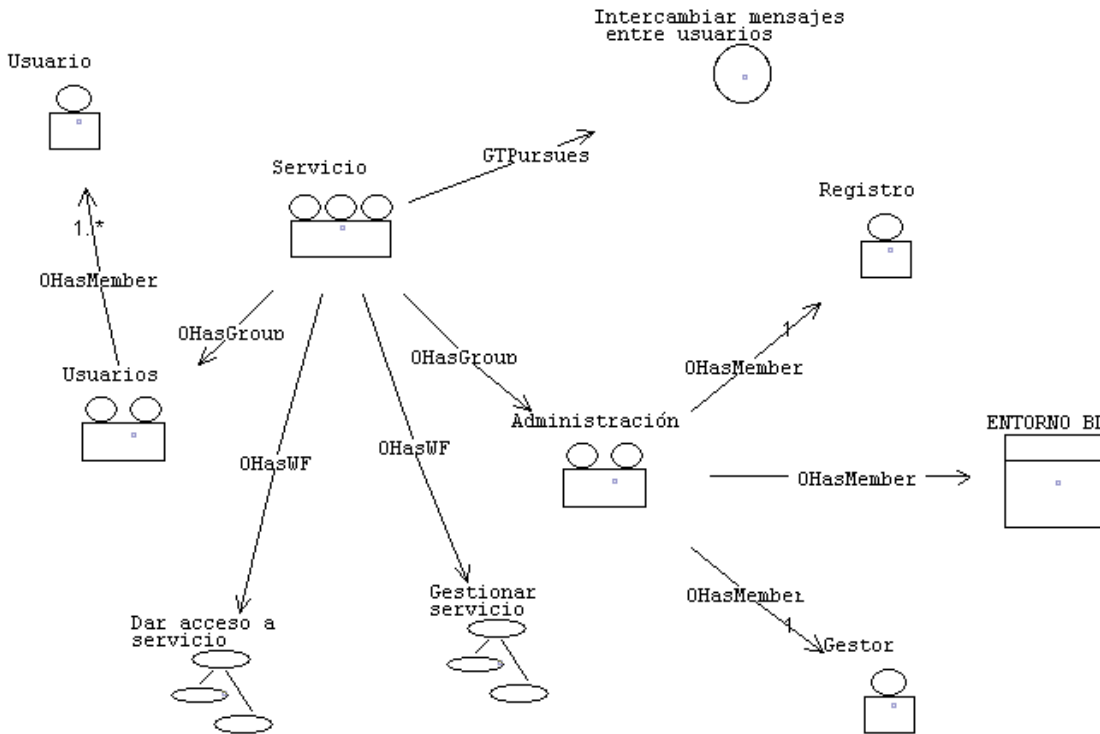 Intercambiar mensajes
entre usuarios
Usuario
GTPursues
Servicio
Registro
1..*
OHasMember
OHasGroup
1
OHasGroup
OHasMember
Usuarios
Administración
ENTORNO
OHasWF
OHasWF
OHasMember
Gestionar
servicio
OHasMember
Dar acceso a
servicio
1
Gestor